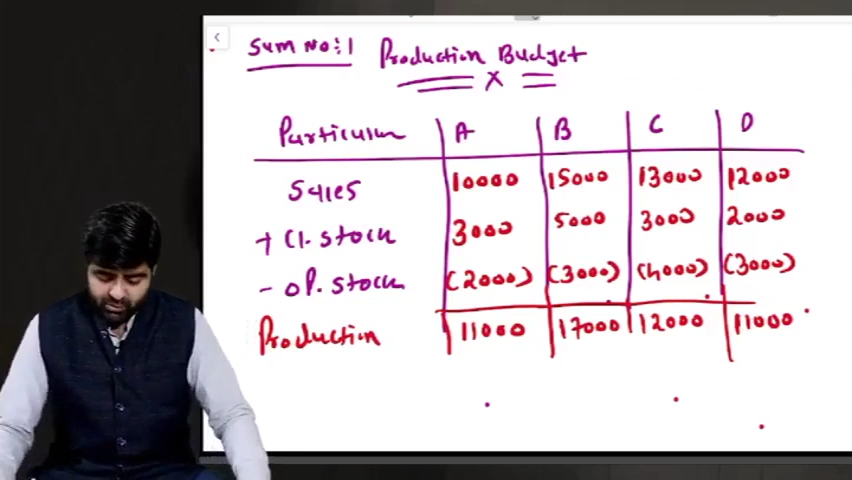 Sum No:1 Production Budget
Particular A B C D
Sales 10000 15000 13000 12000
+ Cl. stock 3000 5000 3000 2000
- OP. stock (2000) (3000) (4000) (3000)
Production 11000 17000 12000 11000